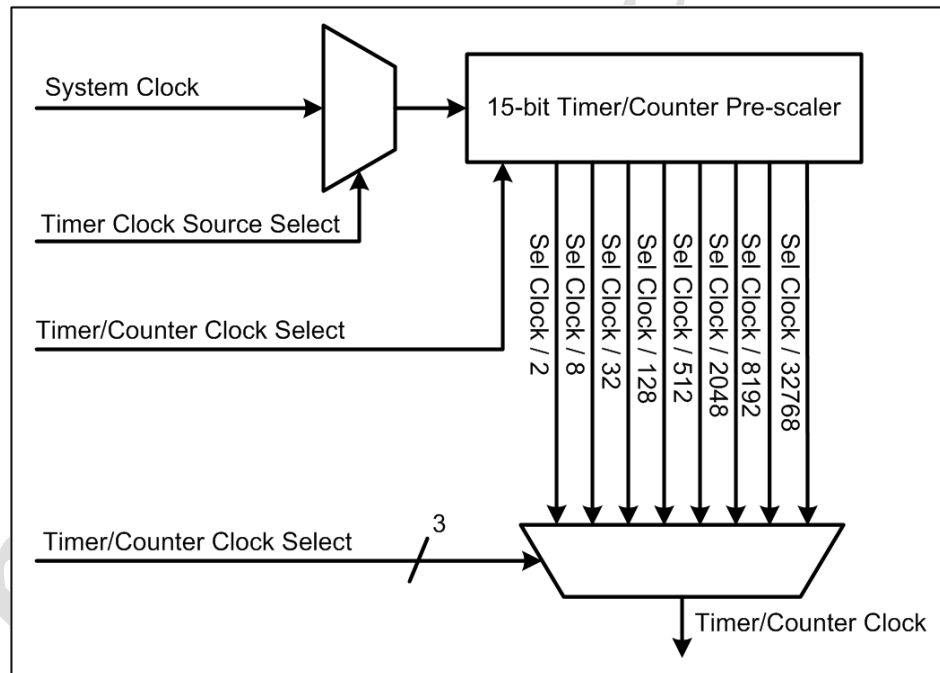 System Clock
15-bit Timer/Counter Pre-scaler
Timer Clock Source Select
Timer/Counter Clock Select
Sel Clock / 2
Sel Clock / 8
Sel Clock / 32
Sel Clock / 128
Sel Clock / 512
Sel Clock / 2048
Sel Clock / 8192
Sel Clock / 32768
3
Timer/Counter Clock Select
Timer/Counter Clock